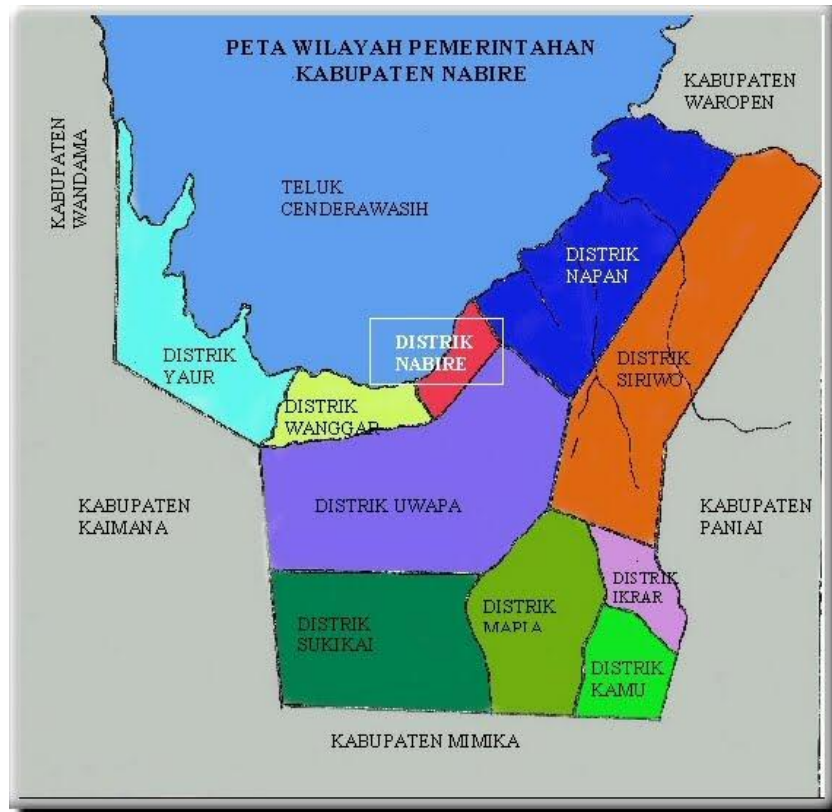 PETA WILAYAH PEMERINTAHAN
KABUPATEN NABIRE
KABUPATEN
WAROPEN
KABUPATEN
WANDAMA
TELUK
CENDERAWASIH
DISTRIK
NAPAN
DISTRIK
NABIRE
DISTRIK
YAUR
DISTRIK
SIRIWO
DISTRIK
WANGGAR
KABUPATEN
KAIMANA
DISTRIK UWAPA
KABUPATEN
PANIAI
DISTRIK
IKRAR
DISTRIK
MAPIA
DISTRIK
SUKIKAI
DISTRIK
KAMU
KABUPATEN MIMIKA